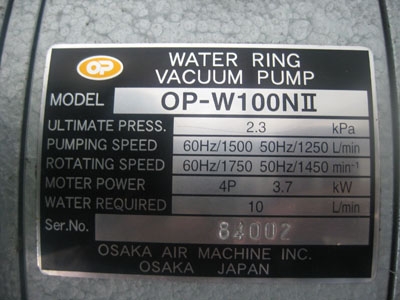 OP WATER RING
VACUUM PUMP
MODEL OP-W100NⅡ
ULTIMATE PRESS. 2.3 kPa
PUMPING SPEED 60Hz/1500 50Hz/1250 L/min
ROTATING SPEED 60Hz/1750 50Hz/1450 min⁻¹
MOTER POWER 4P 3.7 kW
WATER REQUIRED 10 L/min
Ser.No. 84002
OSAKA AIR MACHINE INC.
OSAKA JAPAN